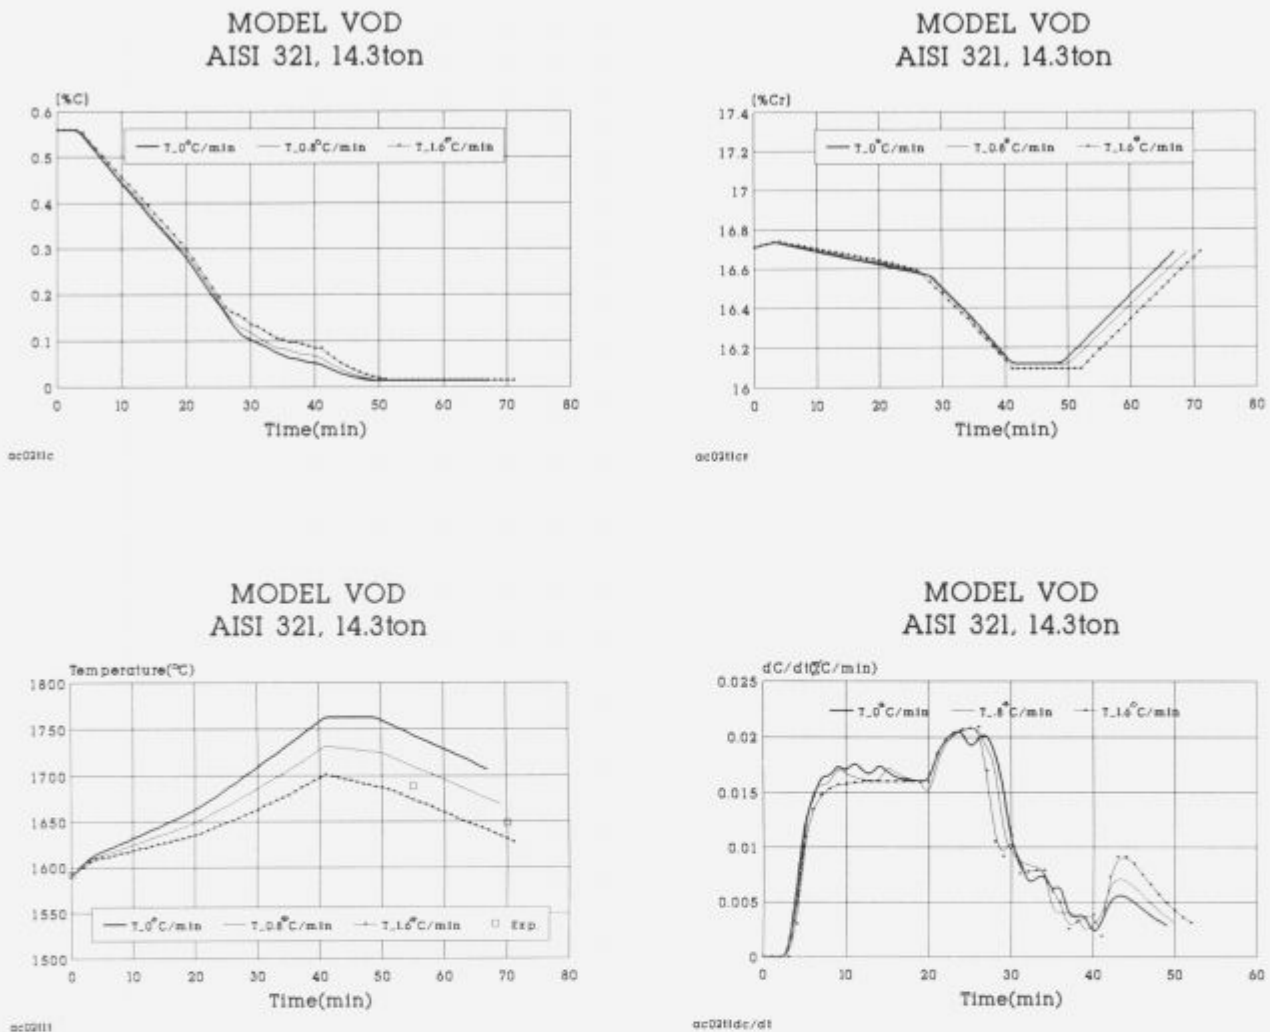 MODEL VOD
AISI 321, 14.3ton
(%C)
0.6
0.5
0.4
0.3
0.2
0.1
0
T_0°C/min T_0.8°C/min T_1.6°C/min
0 10 20 30 40 50 60 70 80
Time(min)
MODEL VOD
AISI 321, 14.3ton
(%Cr)
17.4
17.2
17
16.8
16.6
16.4
16.2
16
T_0°C/min T_0.8°C/min T_1.6°C/min
0 10 20 30 40 50 60 70 80
Time(min)
MODEL VOD
AISI 321, 14.3ton
Temperature(°C)
1800
1750
1700
1650
1600
1550
1500
T_0°C/min T_0.8°C/min T_1.6°C/min Exp
0 10 20 30 40 50 60 70 80
Time(min)
MODEL VOD
AISI 321, 14.3ton
0.025
0.02
0.015
0.01
0.005
0
T_0°C/min T_.8°C/min T_1.6°C/min
0 10 20 30 40 50 60
Time(min)